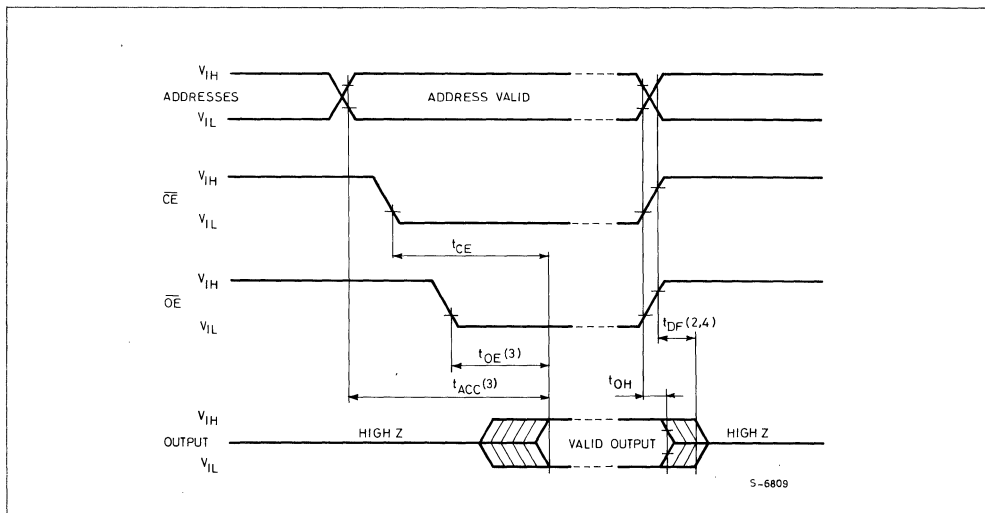 VIH
ADDRESSES
ADDRESS VALID
VIL
VIH
CE
VIL
tCE
VIH
OE
VIL
tDF(2,4)
tOE(3)
tOH
tACC(3)
VIH
HIGH Z
OUTPUT
VALID OUTPUT
HIGH Z
VIL
S-6809